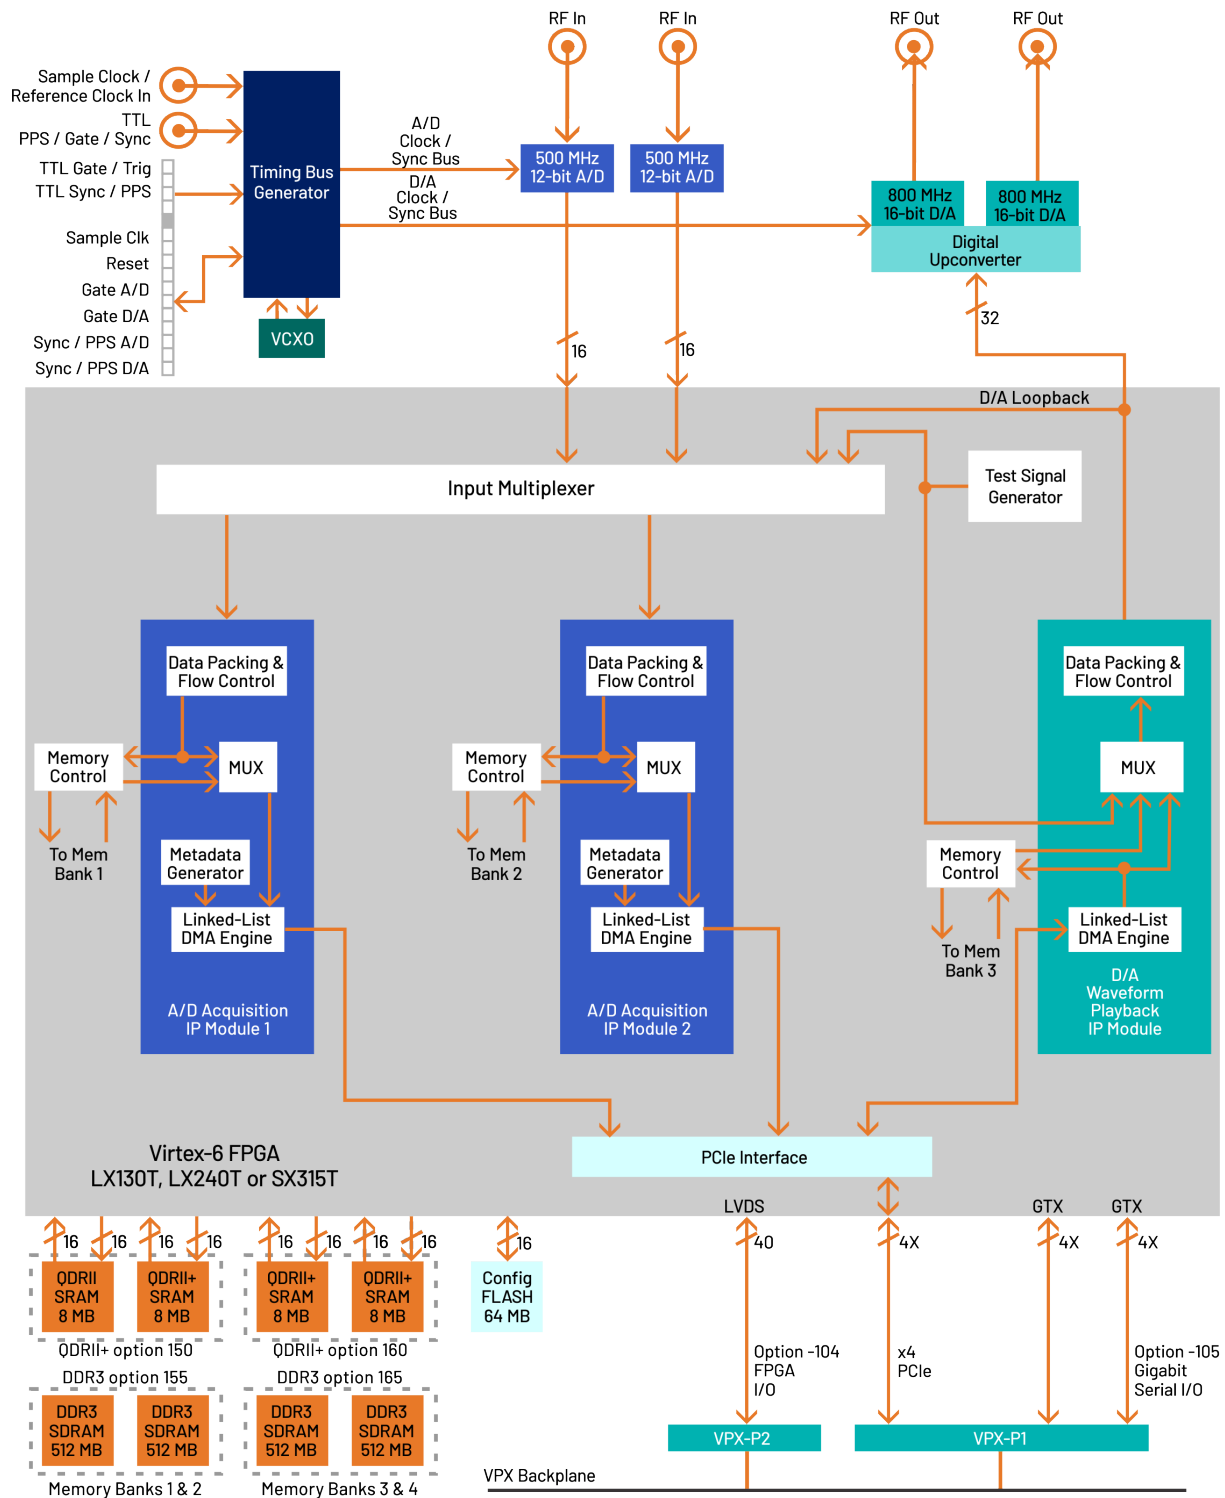 RF In
RF In
RF Out
RF Out
Sample Clock /
Reference Clock In
TTL
PPS / Gate / Sync
TTL Gate / Trig
TTL Sync / PPS
Sample Clk
Reset
Gate A/D
Gate D/A
Sync / PPS A/D
Sync / PPS D/A
Timing Bus
Generator
VCXO
A/D
Clock /
Sync Bus
D/A
Clock /
Sync Bus
500 MHz
12-bit A/D
500 MHz
12-bit A/D
800 MHz
16-bit D/A
800 MHz
16-bit D/A
Digital
Upconverter
16
16
32
D/A Loopback
Input Multiplexer
Test Signal
Generator
Data Packing &
Flow Control
Memory
Control
MUX
To Mem
Bank 1
Metadada
Generator
Linked-List
DMA Engine
A/D Acquisition
IP Module 1
Data Packing &
Flow Control
Memory
Control
MUX
To Mem
Bank 2
Metadata
Generator
Linked-List
DMA Engine
A/D Acquisition
IP Module 2
Data Packing &
Flow Control
MUX
Memory
Control
To Mem
Bank 3
Linked-List
DMA Engine
D/A
Waveform
Playback
IP Module
PCIe Interface
Virtex-6 FPGA
LX130T, LX240T or SX315T
LVDS
GTX
GTX
16
16
16
16
16
16
16
16
16
40
4X
4X
4X
QDRII
SRAM
8 MB
QDRII+
SRAM
8 MB
QDRII+
SRAM
8 MB
QDRII+
SRAM
8 MB
Config
FLASH
64 MB
QDRII+ option 150
QDRII+ option 160
DDR3 option 155
DDR3 option 165
DDR3
SDRAM
512 MB
DDR3
SDRAM
512 MB
DDR3
SDRAM
512 MB
DDR3
SDRAM
512 MB
Memory Banks 1 & 2
Memory Banks 3 & 4
Option -104
FPGA
I/O
x4
PCIe
Option -105
Gigabit
Serial I/O
VPX-P2
VPX-P1
VPX Backplane